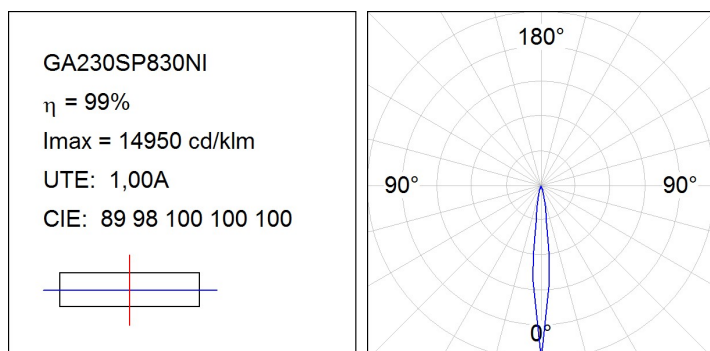 GA230SP830NI
η = 99%
Imax = 14950 cd/klm
UTE: 1,00A
CIE: 89 98 100 100 100
180°
90° 90°
0°